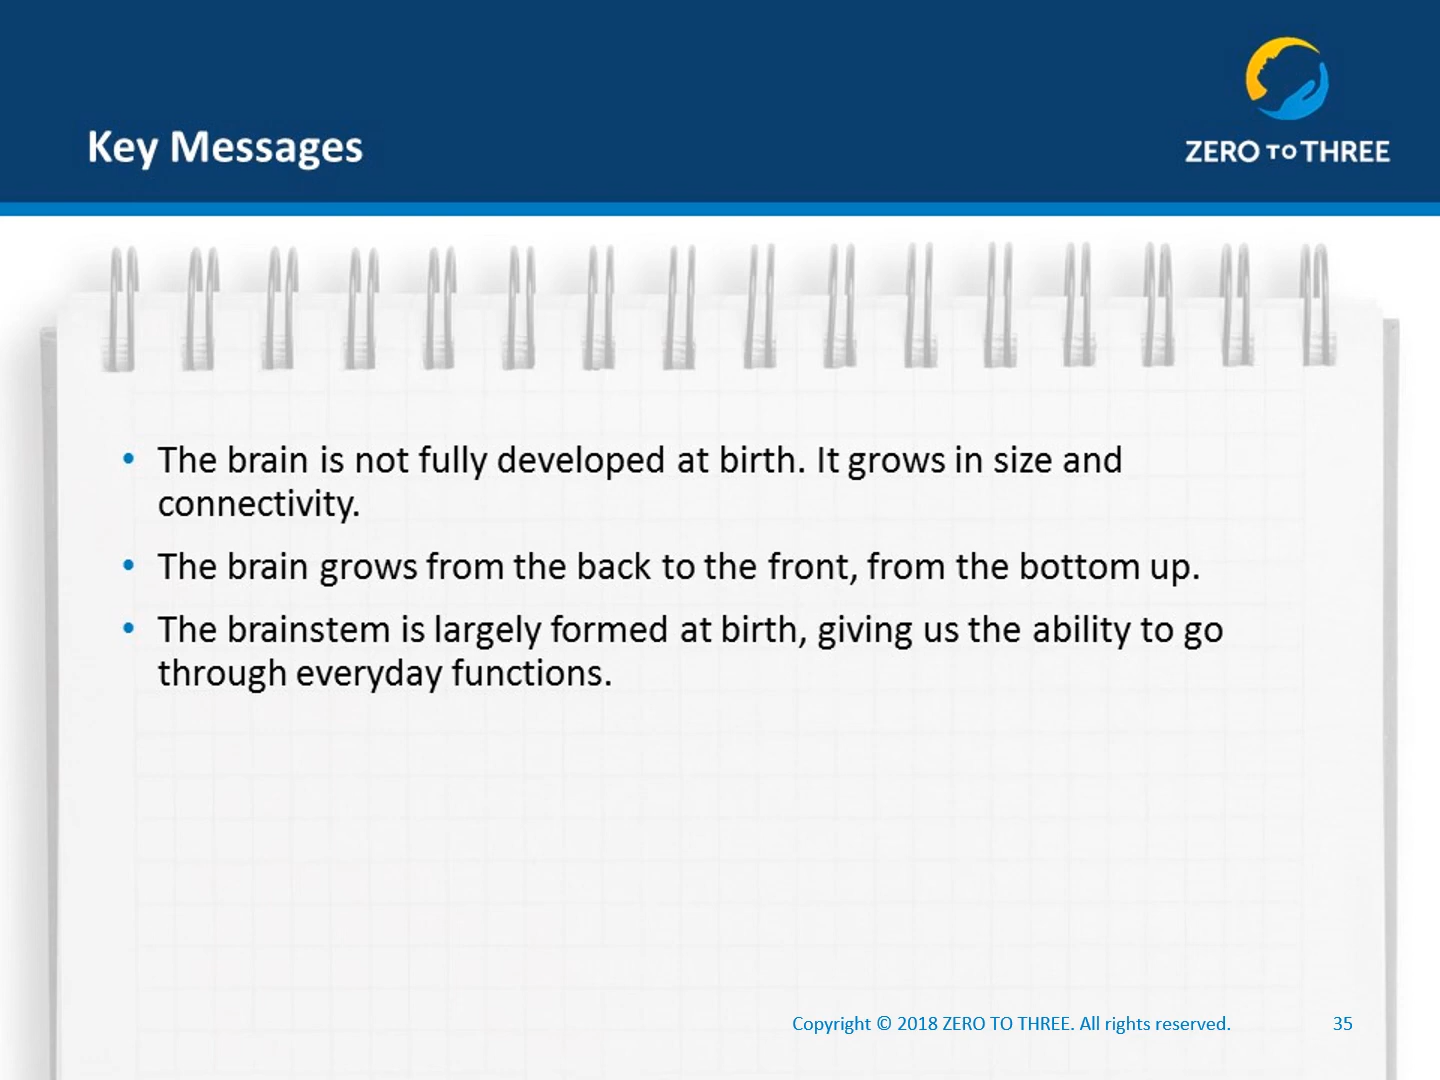 Key Messages
ZERO TO THREE
• The brain is not fully developed at birth. It grows in size and
connectivity.
• The brain grows from the back to the front, from the bottom up.
• The brainstem is largely formed at birth, giving us the ability to go
through everyday functions.
Copyright © 2018 ZERO TO THREE. All rights reserved. 35